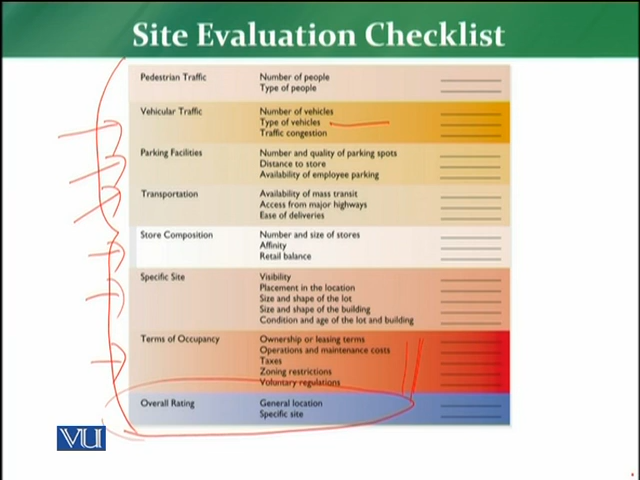 Site Evaluation Checklist
Pedestrian Traffic Number of people
Type of people
Vehicular Traffic Number of vehicles
Type of vehicles
Traffic congestion
Parking Facilities Number and quality of parking spots
Distance to store
Availability of employee parking
Transportation Availability of mass transit
Access from major highways
Ease of deliveries
Store Composition Number and size of stores
Affinity
Retail balance
Specific Site Visibility
Placement in the location
Size and shape of the lot
Size and shape of the building
Condition and age of the lot and building
Terms of Occupancy Ownership or leasing terms
Operations and maintenance costs
Taxes
Zoning restrictions
Voluntary regulations
Overall Rating General location
Specific site
VU